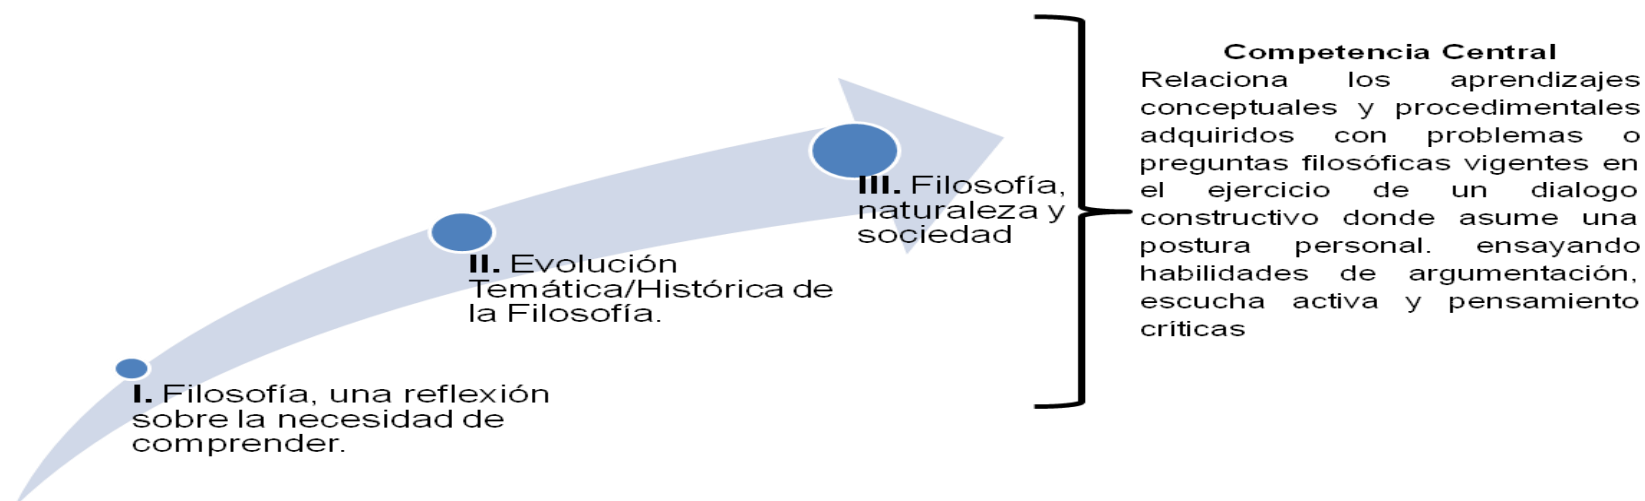 I. Filosofía, una reflexión
sobre la necesidad de
comprender.
II. Evolución
Temática/Histórica de
la Filosofía.
III. Filosofía,
naturaleza y
sociedad
Competencia Central
Relaciona los aprendizajes
conceptuales y procedimentales
adquiridos con problemas o
preguntas filosóficas vigentes en
el ejercicio de un dialogo
constructivo donde asume una
postura personal. ensayando
habilidades de argumentación,
escucha activa y pensamiento
críticas